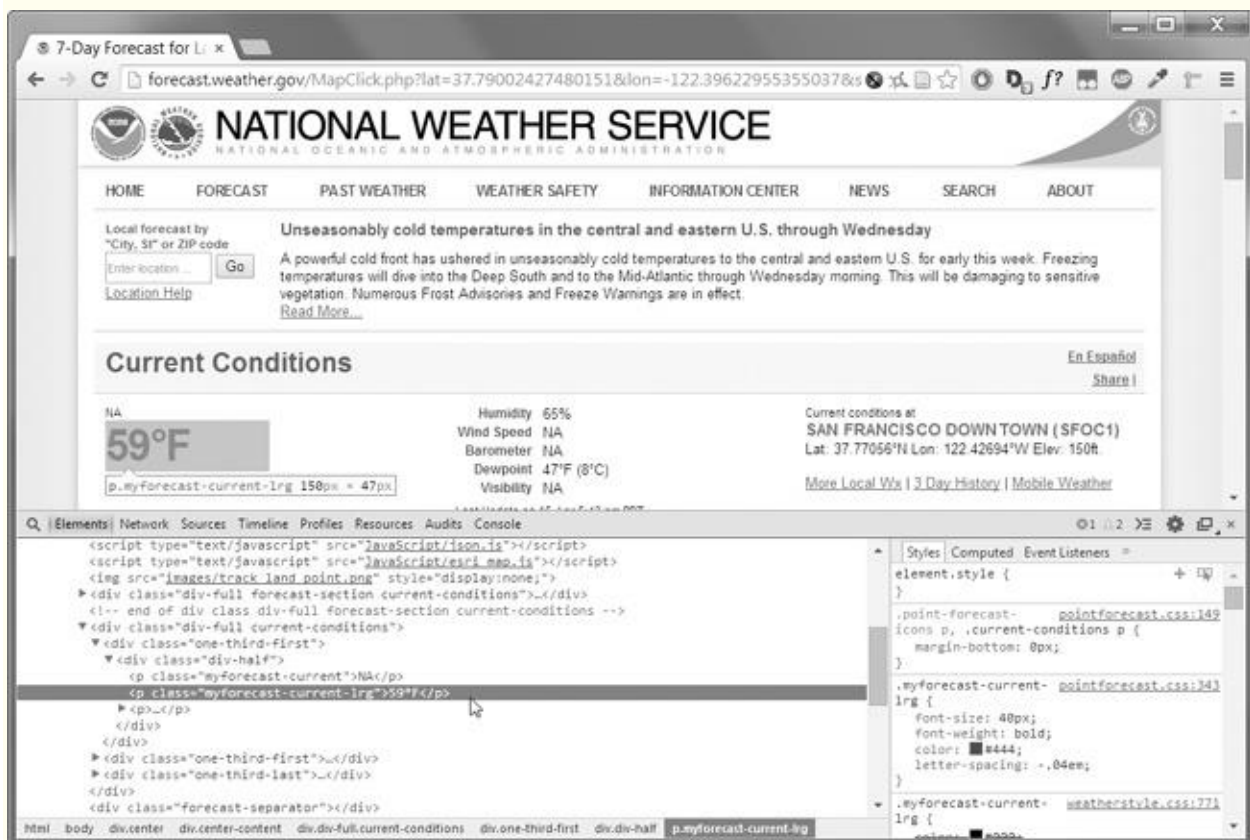 7-Day Forecast for L
forecast.weather.gov/MapClick.php?lat=37.79002427480151&lon=-122.39622955355037&s
f?
ABP
NATIONAL WEATHER SERVICE
NATIONAL OCEANIC AND ATMOSPHERIC ADMINISTRATION
HOME FORECAST PAST WEATHER WEATHER SAFETY INFORMATION CENTER NEWS SEARCH ABOUT
Local forecast by
"City, St" or ZIP code
Enter location ...
Go
Location Help
Unseasonably cold temperatures in the central and eastern U.S. through Wednesday
A powerful cold front has ushered in unseasonably cold temperatures to the central and eastern U.S. for early this week. Freezing
temperatures will dive into the Deep South and to the Mid-Atlantic through Wednesday morning. This will be damaging to sensitive
vegetation. Numerous Frost Advisories and Freeze Warnings are in effect.
Read More...
Current Conditions
En Español
Share |
NA
59°F
p.myforecast-current-lrg 150px × 47px
Humidity 65%
Wind Speed NA
Barometer NA
Dewpoint 47°F (8°C)
Visibility NA
Current conditions at
SAN FRANCISCO DOWNTOWN (SFOC1)
Lat: 37.77056°N Lon: 122.42694°W Elev: 150ft.
More Local Wx | 3 Day History | Mobile Weather
Elements Network Sources Timeline Profiles Resources Audits Console
1 2
<script type="text/javascript" src="JavaScript/json.js"></script>
<script type="text/javascript" src="JavaScript/esri_map.js"></script>
<img src="images/track_land_point.png" style="display:none;">
▶<div class="div-full forecast-section current-conditions">…</div>
<!-- end of div class div-full forecast-section current-conditions -->
▼<div class="div-full current-conditions">
▼<div class="one-third-first">
▼<div class="div-half">
<p class="myforecast-current">NA</p>
<p class="myforecast-current-lrg">59°F</p>
▶<p>…</p>
</div>
</div>
▶<div class="one-third-first">…</div>
▶<div class="one-third-last">…</div>
</div>
<div class="forecast-separator"></div>
html body div.center div.center-content div.div-full.current-conditions div.one-third-first div.div-half p.myforecast-current-lrg
Styles Computed Event Listeners »
element.style {
}
.point-forecast- pointforecast.css:149
icons p, .current-conditions p {
margin-bottom: 0px;
}
.myforecast-current- pointforecast.css:343
lrg {
font-size: 40px;
font-weight: bold;
color: #444;
letter-spacing: -.04em;
}
.myforecast-current- weatherstyle.css:771
lrg {